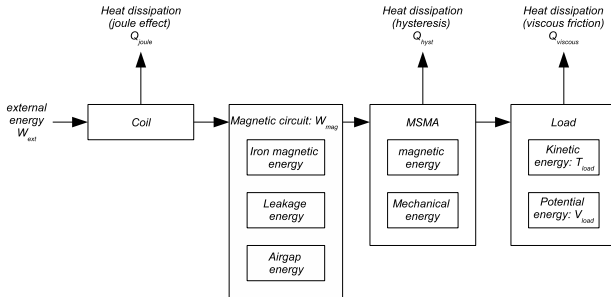 Heat dissipation
(joule effect)
Q_joule
Heat dissipation
(hysteresis)
Q_hyst
Heat dissipation
(viscous friction)
Q_viscous
external
energy
W_ext
Coil
Magnetic circuit: W_mag
Iron magnetic
energy
Leakage
energy
Airgap
energy
MSMA
magnetic
energy
Mechanical
energy
Load
Kinetic
energy: T_load
Potential
energy: V_load